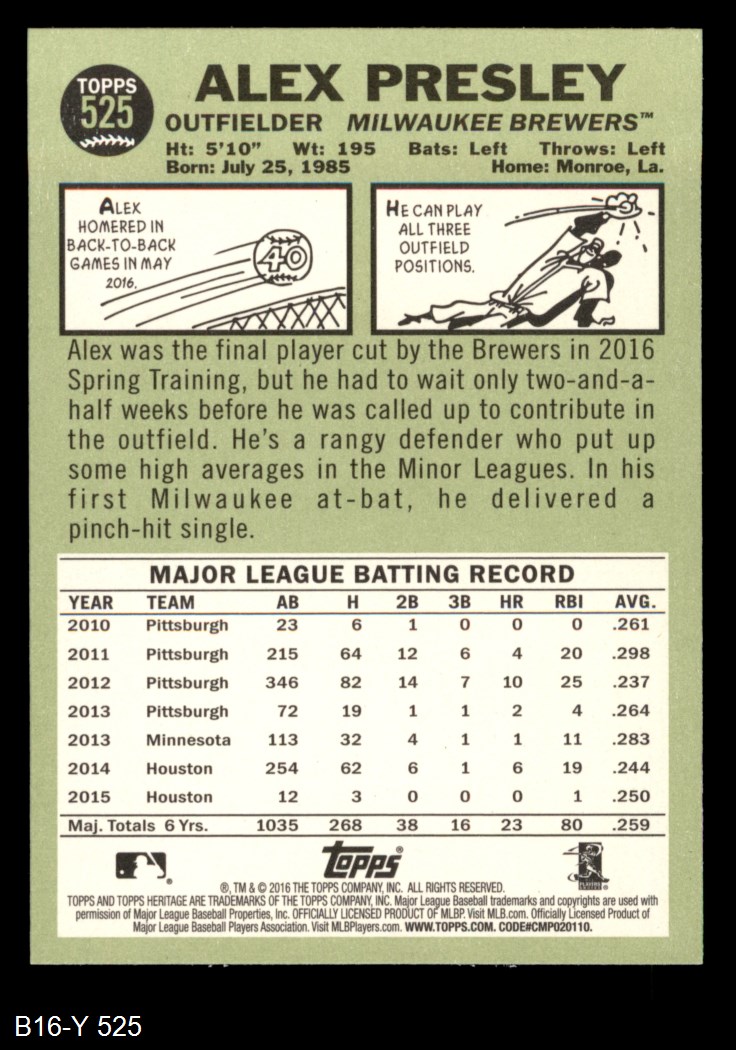 TOPPS
525
ALEX PRESLEY
OUTFIELDER MILWAUKEE BREWERS™
Ht: 5'10" Wt: 195 Bats: Left Throws: Left
Born: July 25, 1985 Home: Monroe, La.
ALEX
HOMERED IN
BACK-TO-BACK
GAMES IN MAY
2016.
40
HE CAN PLAY
ALL THREE
OUTFIELD
POSITIONS.
Alex was the final player cut by the Brewers in 2016
Spring Training, but he had to wait only two-and-a-
half weeks before he was called up to contribute in
the outfield. He's a rangy defender who put up
some high averages in the Minor Leagues. In his
first Milwaukee at-bat, he delivered a
pinch-hit single.
MAJOR LEAGUE BATTING RECORD
YEAR TEAM AB H 2B 3B HR RBI AVG.
2010 Pittsburgh 23 6 1 0 0 0 .261
2011 Pittsburgh 215 64 12 6 4 20 .298
2012 Pittsburgh 346 82 14 7 10 25 .237
2013 Pittsburgh 72 19 1 1 2 4 .264
2013 Minnesota 113 32 4 1 1 11 .283
2014 Houston 254 62 6 1 6 19 .244
2015 Houston 12 3 0 0 0 1 .250
Maj. Totals 6 Yrs. 1035 268 38 16 23 80 .259
Topps®
®, TM & © 2016 THE TOPPS COMPANY, INC. ALL RIGHTS RESERVED.
TOPPS AND TOPPS HERITAGE ARE TRADEMARKS OF THE TOPPS COMPANY, INC. Major League Baseball trademarks and copyrights are used with
permission of Major League Baseball Properties, Inc. OFFICIALLY LICENSED PRODUCT OF MLBP. Visit MLB.com. Officially Licensed Product of
Major League Baseball Players Association. Visit MLBPlayers.com. WWW.TOPPS.COM. CODE#CMP020110.
B16-Y 525